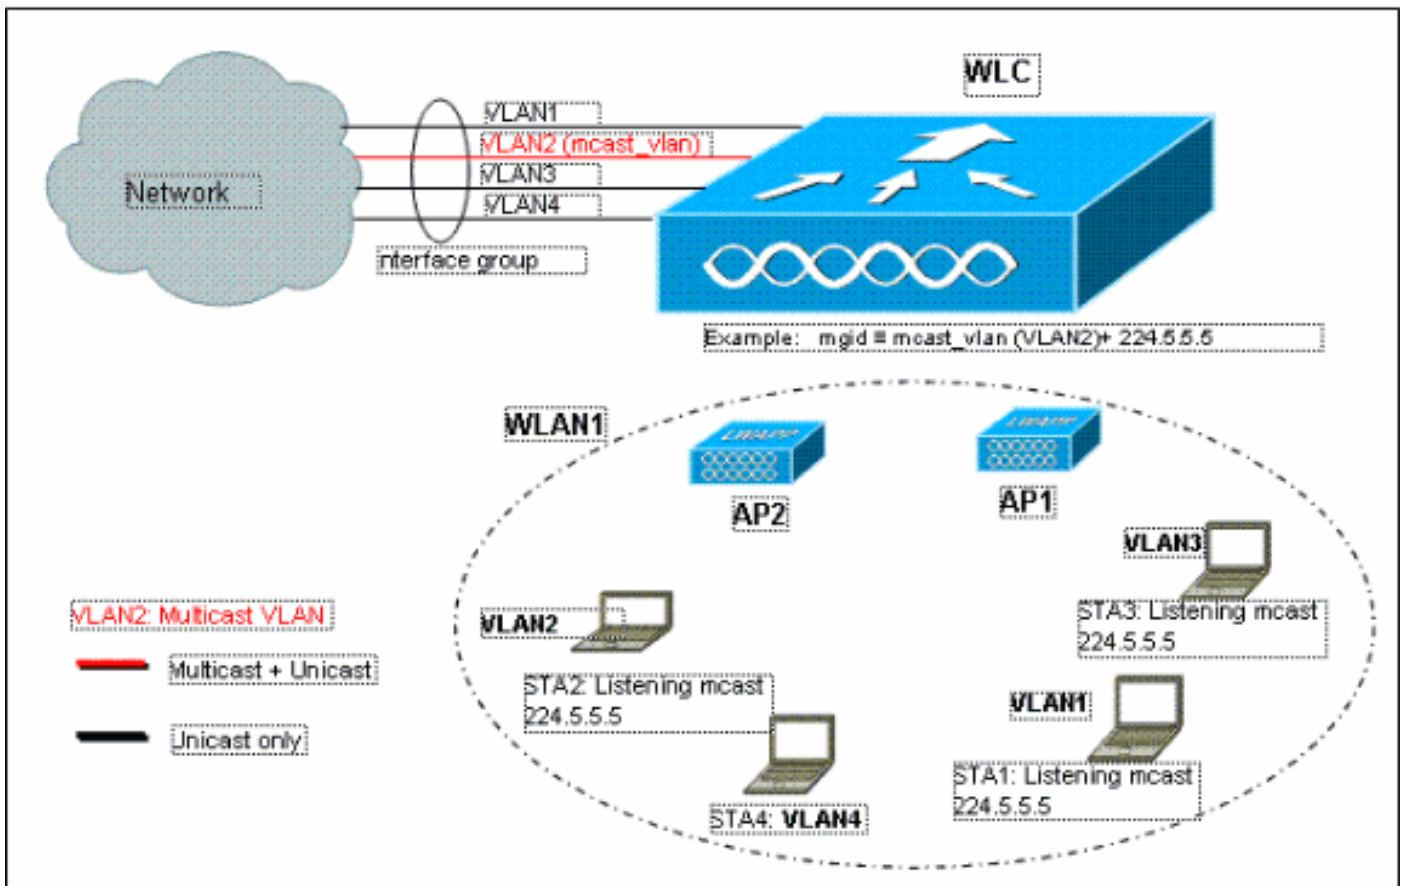 WLC
VLAN1
VLAN2 (mcast_vlan)
VLAN3
VLAN4
Network
nterface group
Example: mgid ≡ mcast_vlan (VLAN2)+ 224.5.5.5
WLAN1
LWAPP
LWAPP
AP2
AP1
VLAN3
STA3: Listening mcast
224.5.5.5
VLAN2
STA2: Listening mcast
224.5.5.5
VLAN1
STA1: Listening mcast
224.5.5.5
STA4: VLAN4
VLAN2: Multicast VLAN
Multicast + Unicast
Unicast only